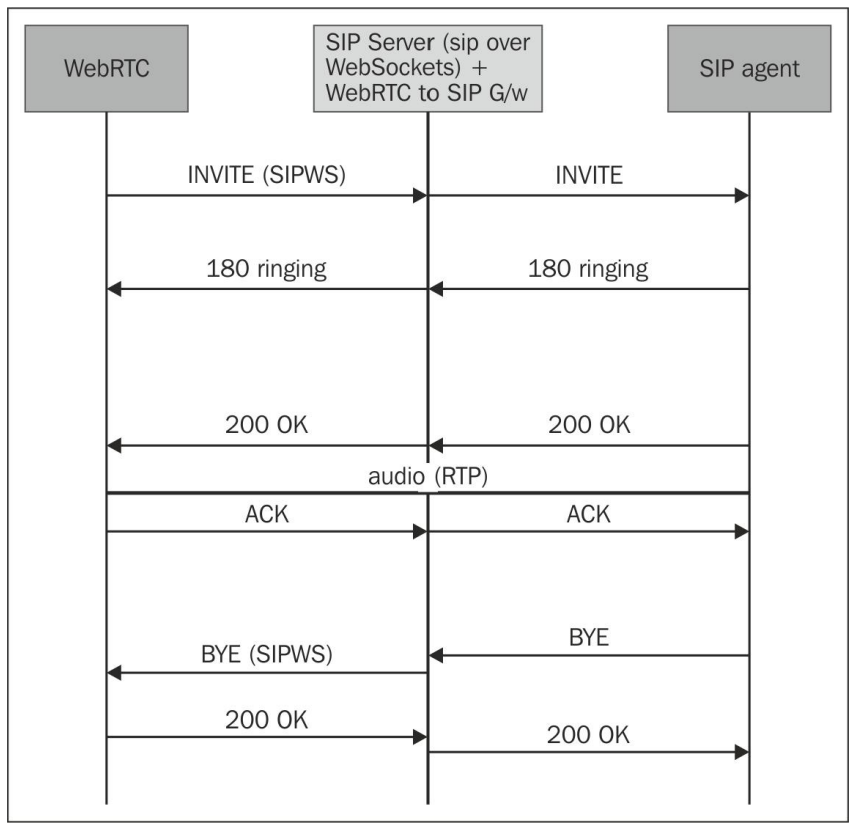 WebRTC
SIP Server (sip over
WebSockets) +
WebRTC to SIP G/w
SIP agent
INVITE (SIPWS)
INVITE
180 ringing
180 ringing
200 OK
200 OK
audio (RTP)
ACK
ACK
BYE
BYE (SIPWS)
200 OK
200 OK